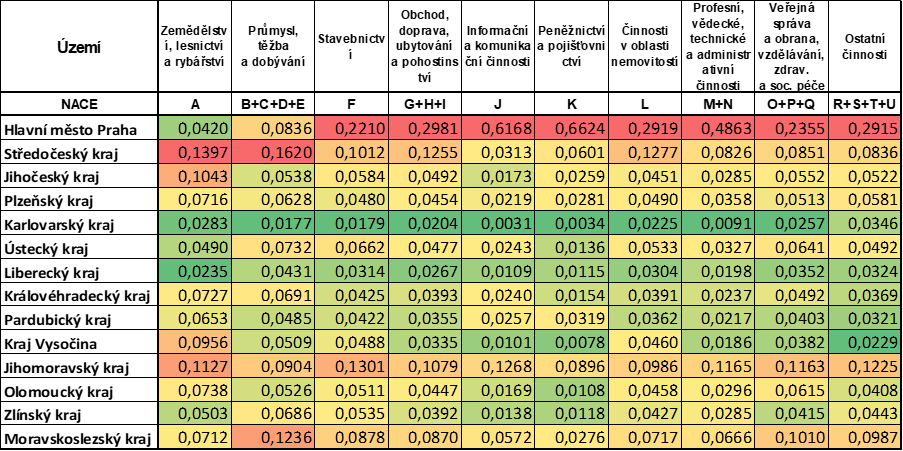 Území	Zemědělstv
í, lesnictví
a rybářství	Průmysl,
těžba
a dobývání	Stavebnictv
í	Obchod,
doprava,
ubytování
a pohostins
tví	Informační
a komunika
ční činnosti	Peněžnictví
a pojišťovni
ctví	Činnosti
v oblasti
nemovitostí	Profesní,
vědecké,
technické
a administr
ativní
činnosti	Veřejná
správa
a obrana,
vzdělávání,
zdrav.
a soc. péče	Ostatní
činnosti
NACE	A	B+C+D+E	F	G+H+I	J	K	L	M+N	O+P+Q	R+S+T+U
Hlavní město Praha	0,0420	0,0836	0,2210	0,2981	0,6168	0,6624	0,2919	0,4863	0,2355	0,2915
Středočeský kraj	0,1397	0,1620	0,1012	0,1255	0,0313	0,0601	0,1277	0,0826	0,0851	0,0836
Jihočeský kraj	0,1043	0,0538	0,0584	0,0492	0,0173	0,0259	0,0451	0,0285	0,0552	0,0522
Plzeňský kraj	0,0716	0,0628	0,0480	0,0454	0,0219	0,0281	0,0490	0,0358	0,0513	0,0581
Karlovarský kraj	0,0283	0,0177	0,0179	0,0204	0,0031	0,0034	0,0225	0,0091	0,0257	0,0346
Ústecký kraj	0,0490	0,0732	0,0662	0,0477	0,0243	0,0136	0,0533	0,0327	0,0641	0,0492
Liberecký kraj	0,0235	0,0431	0,0314	0,0267	0,0109	0,0115	0,0304	0,0198	0,0352	0,0324
Královéhradecký kraj	0,0727	0,0691	0,0425	0,0393	0,0240	0,0154	0,0391	0,0237	0,0492	0,0369
Pardubický kraj	0,0653	0,0485	0,0422	0,0355	0,0257	0,0319	0,0362	0,0217	0,0403	0,0321
Kraj Vysočina	0,0956	0,0509	0,0488	0,0335	0,0101	0,0078	0,0460	0,0186	0,0382	0,0229
Jihomoravský kraj	0,1127	0,0904	0,1301	0,1079	0,1268	0,0896	0,0986	0,1165	0,1163	0,1225
Olomoucký kraj	0,0738	0,0526	0,0511	0,0447	0,0169	0,0108	0,0458	0,0296	0,0615	0,0408
Zlínský kraj	0,0503	0,0686	0,0535	0,0392	0,0138	0,0118	0,0427	0,0285	0,0415	0,0443
Moravskoslezský kraj	0,0712	0,1236	0,0878	0,0870	0,0572	0,0276	0,0717	0,0666	0,1010	0,0987